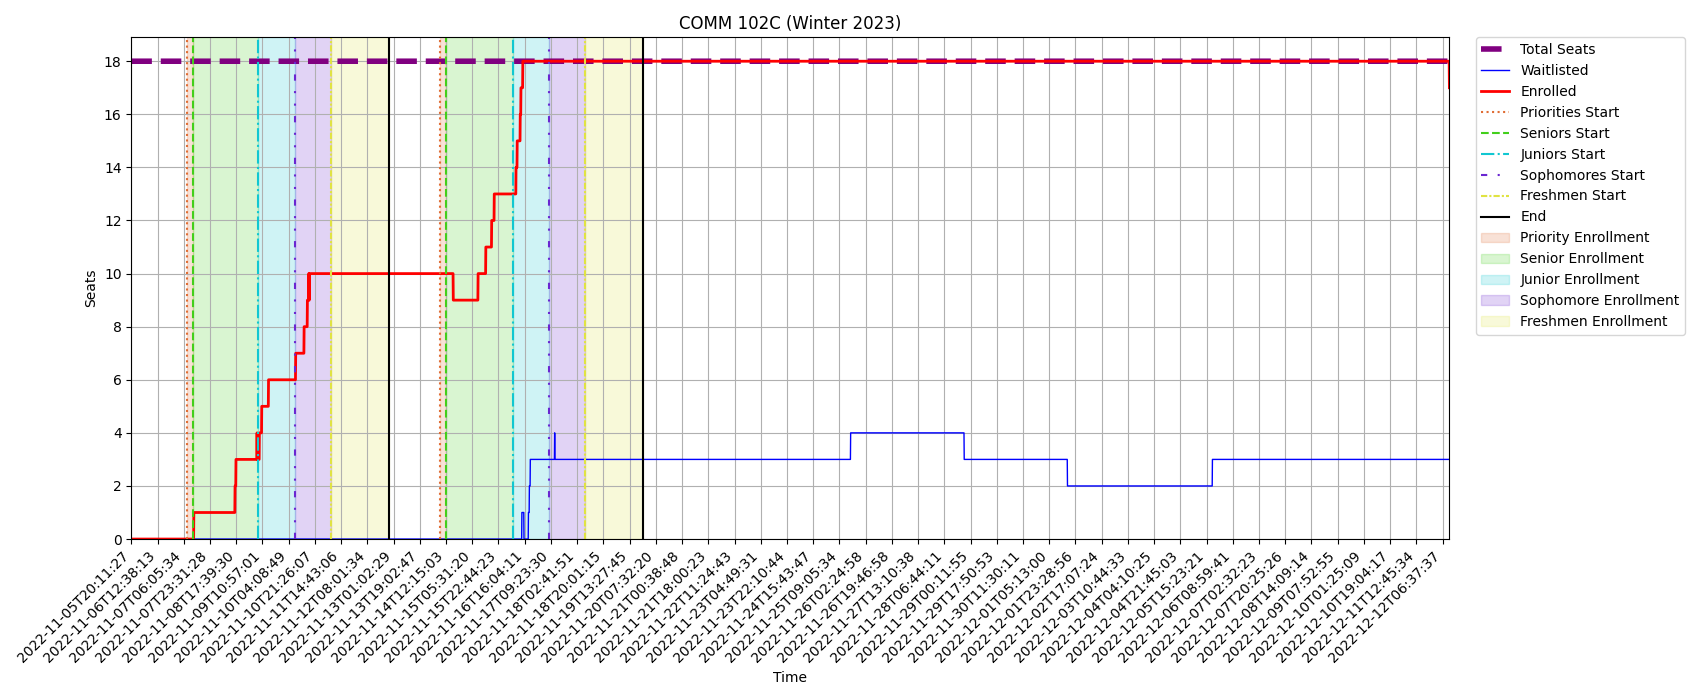 COMM 102C (Winter 2023)
Seats
18
16
14
12
10
8
6
4
2
0
2022-11-05T20:11:27
2022-11-06T12:38:13
2022-11-07T06:05:34
2022-11-07T23:31:28
2022-11-08T17:39:30
2022-11-09T10:57:01
2022-11-10T04:08:49
2022-11-10T21:26:07
2022-11-11T14:43:06
2022-11-12T08:01:34
2022-11-13T01:02:29
2022-11-13T19:02:47
2022-11-14T12:15:03
2022-11-15T05:31:20
2022-11-15T22:44:23
2022-11-16T16:04:11
2022-11-17T09:23:30
2022-11-18T02:41:51
2022-11-18T20:01:15
2022-11-19T13:27:45
2022-11-20T07:32:20
2022-11-21T00:38:48
2022-11-21T18:00:23
2022-11-22T11:24:43
2022-11-23T04:49:31
2022-11-23T22:10:44
2022-11-24T15:43:47
2022-11-25T09:05:34
2022-11-26T02:24:58
2022-11-26T19:46:58
2022-11-27T13:10:38
2022-11-28T06:44:11
2022-11-29T00:11:55
2022-11-29T17:50:53
2022-11-30T11:30:11
2022-12-01T05:13:00
2022-12-01T23:28:56
2022-12-02T17:07:24
2022-12-03T10:44:33
2022-12-04T04:10:25
2022-12-04T21:45:03
2022-12-05T15:23:21
2022-12-06T08:59:41
2022-12-07T02:32:23
2022-12-07T20:25:26
2022-12-08T14:09:14
2022-12-09T07:52:55
2022-12-10T01:25:09
2022-12-10T19:04:17
2022-12-11T12:45:34
2022-12-12T06:37:37
Time
Total Seats
Waitlisted
Enrolled
Priorities Start
Seniors Start
Juniors Start
Sophomores Start
Freshmen Start
End
Priority Enrollment
Senior Enrollment
Junior Enrollment
Sophomore Enrollment
Freshmen Enrollment